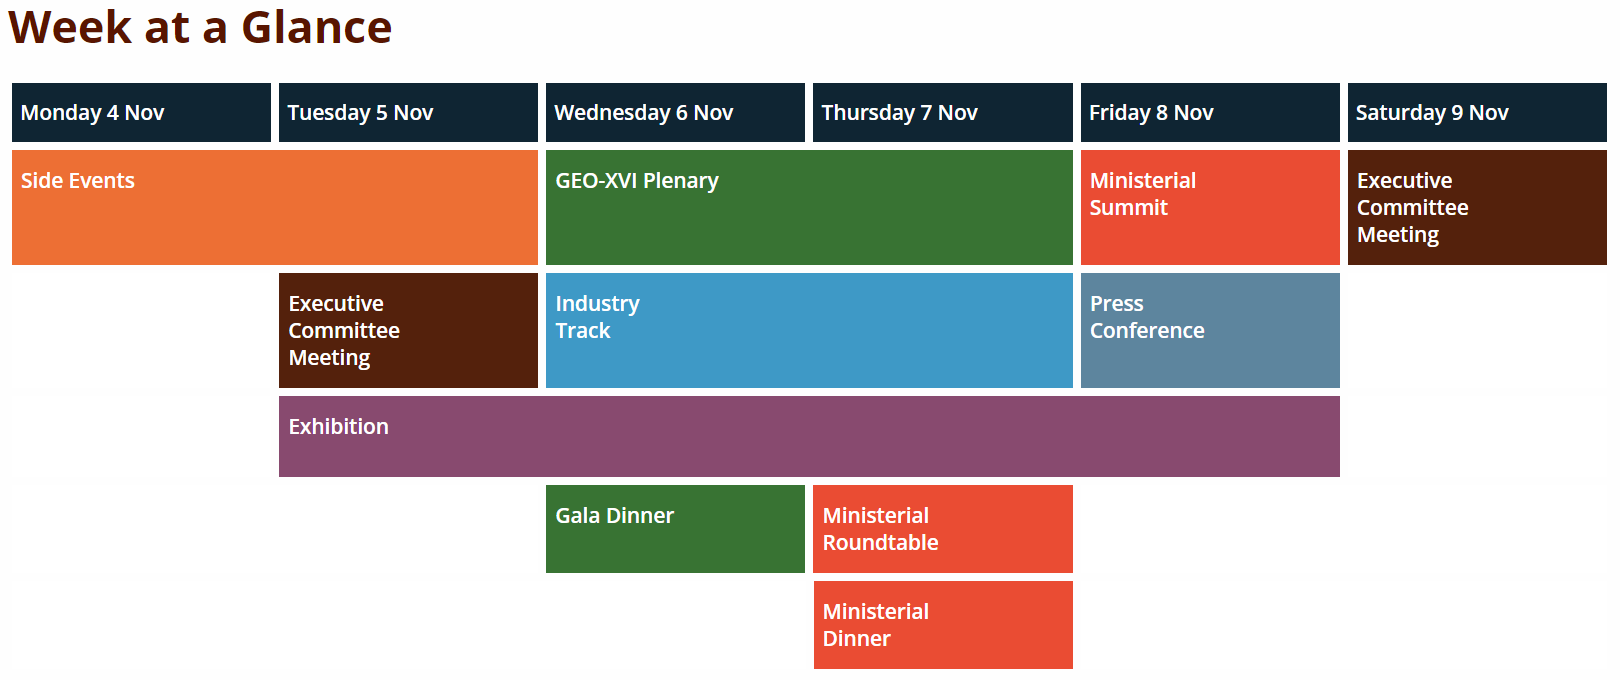 Week at a Glance
Monday 4 Nov
Tuesday 5 Nov
Wednesday 6 Nov
Thursday 7 Nov
Friday 8 Nov
Saturday 9 Nov
Side Events
GEO-XVI Plenary
Ministerial
Summit
Executive
Committee
Meeting
Executive
Committee
Meeting
Industry
Track
Press
Conference
Exhibition
Gala Dinner
Ministerial
Roundtable
Ministerial
Dinner